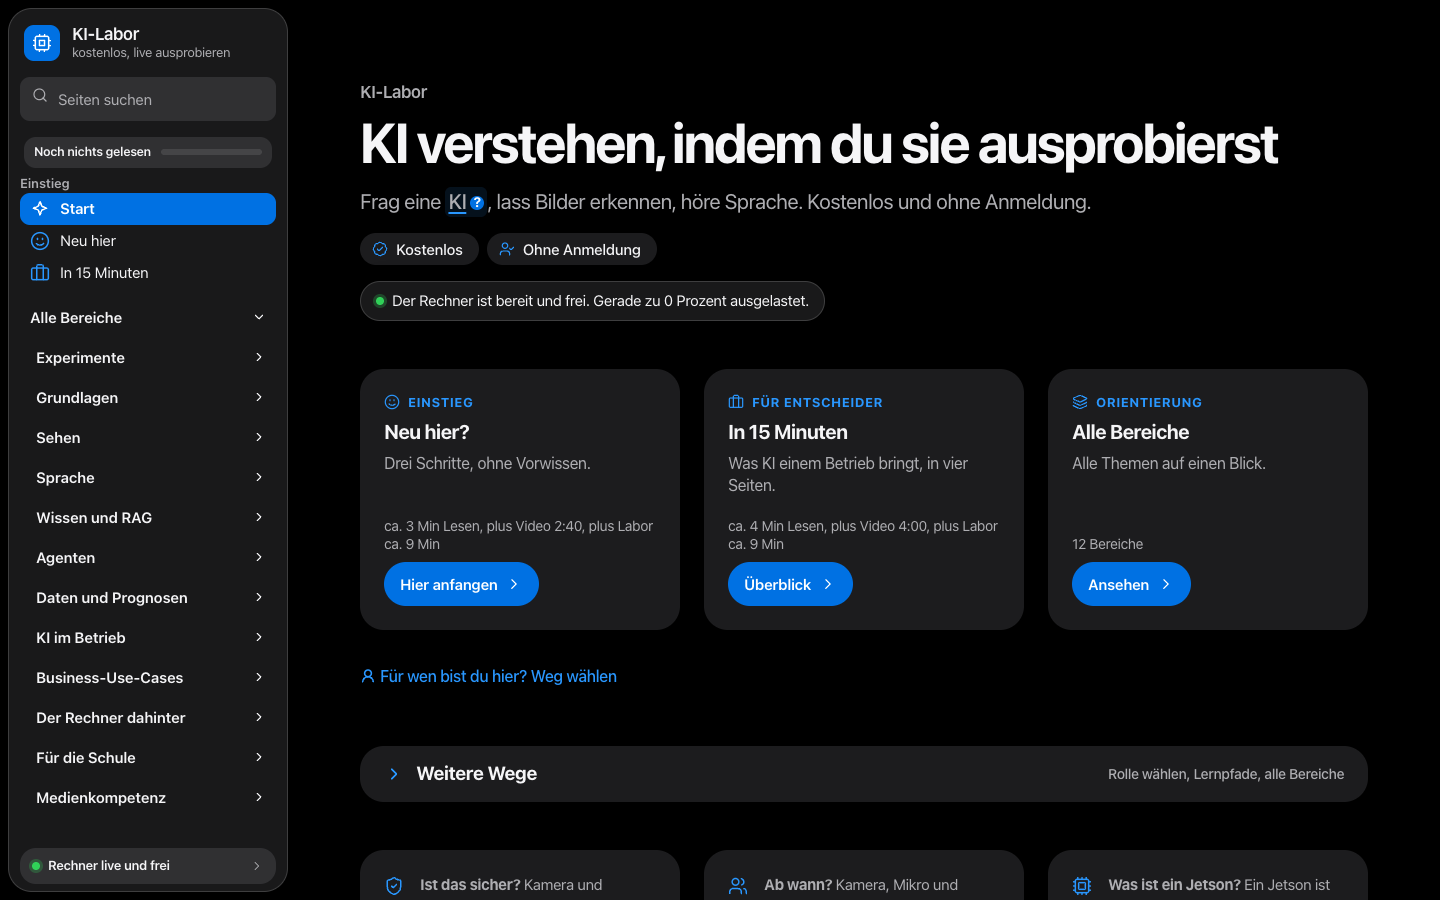 KI-Labor
kostenlos, live ausprobieren
Seiten suchen
Noch nichts gelesen
Einstieg
Start
Neu hier
In 15 Minuten
Alle Bereiche
Experimente
Grundlagen
Sehen
Sprache
Wissen und RAG
Agenten
Daten und Prognosen
KI im Betrieb
Business-Use-Cases
Der Rechner dahinter
Für die Schule
Medienkompetenz
Rechner live und frei
KI-Labor
KI verstehen, indem du sie ausprobierst
Frag eine KI ?, lass Bilder erkennen, höre Sprache. Kostenlos und ohne Anmeldung.
Kostenlos
Ohne Anmeldung
Der Rechner ist bereit und frei. Gerade zu 0 Prozent ausgelastet.
EINSTIEG
Neu hier?
Drei Schritte, ohne Vorwissen.
ca. 3 Min Lesen, plus Video 2:40, plus Labor
ca. 9 Min
Hier anfangen
FÜR ENTSCHEIDER
In 15 Minuten
Was KI einem Betrieb bringt, in vier
Seiten.
ca. 4 Min Lesen, plus Video 4:00, plus Labor
ca. 9 Min
Überblick
ORIENTIERUNG
Alle Bereiche
Alle Themen auf einen Blick.
12 Bereiche
Ansehen
Für wen bist du hier? Weg wählen
Weitere Wege
Rolle wählen, Lernpfade, alle Bereiche
Ist das sicher? Kamera und
Ab wann? Kamera, Mikro und
Was ist ein Jetson? Ein Jetson ist